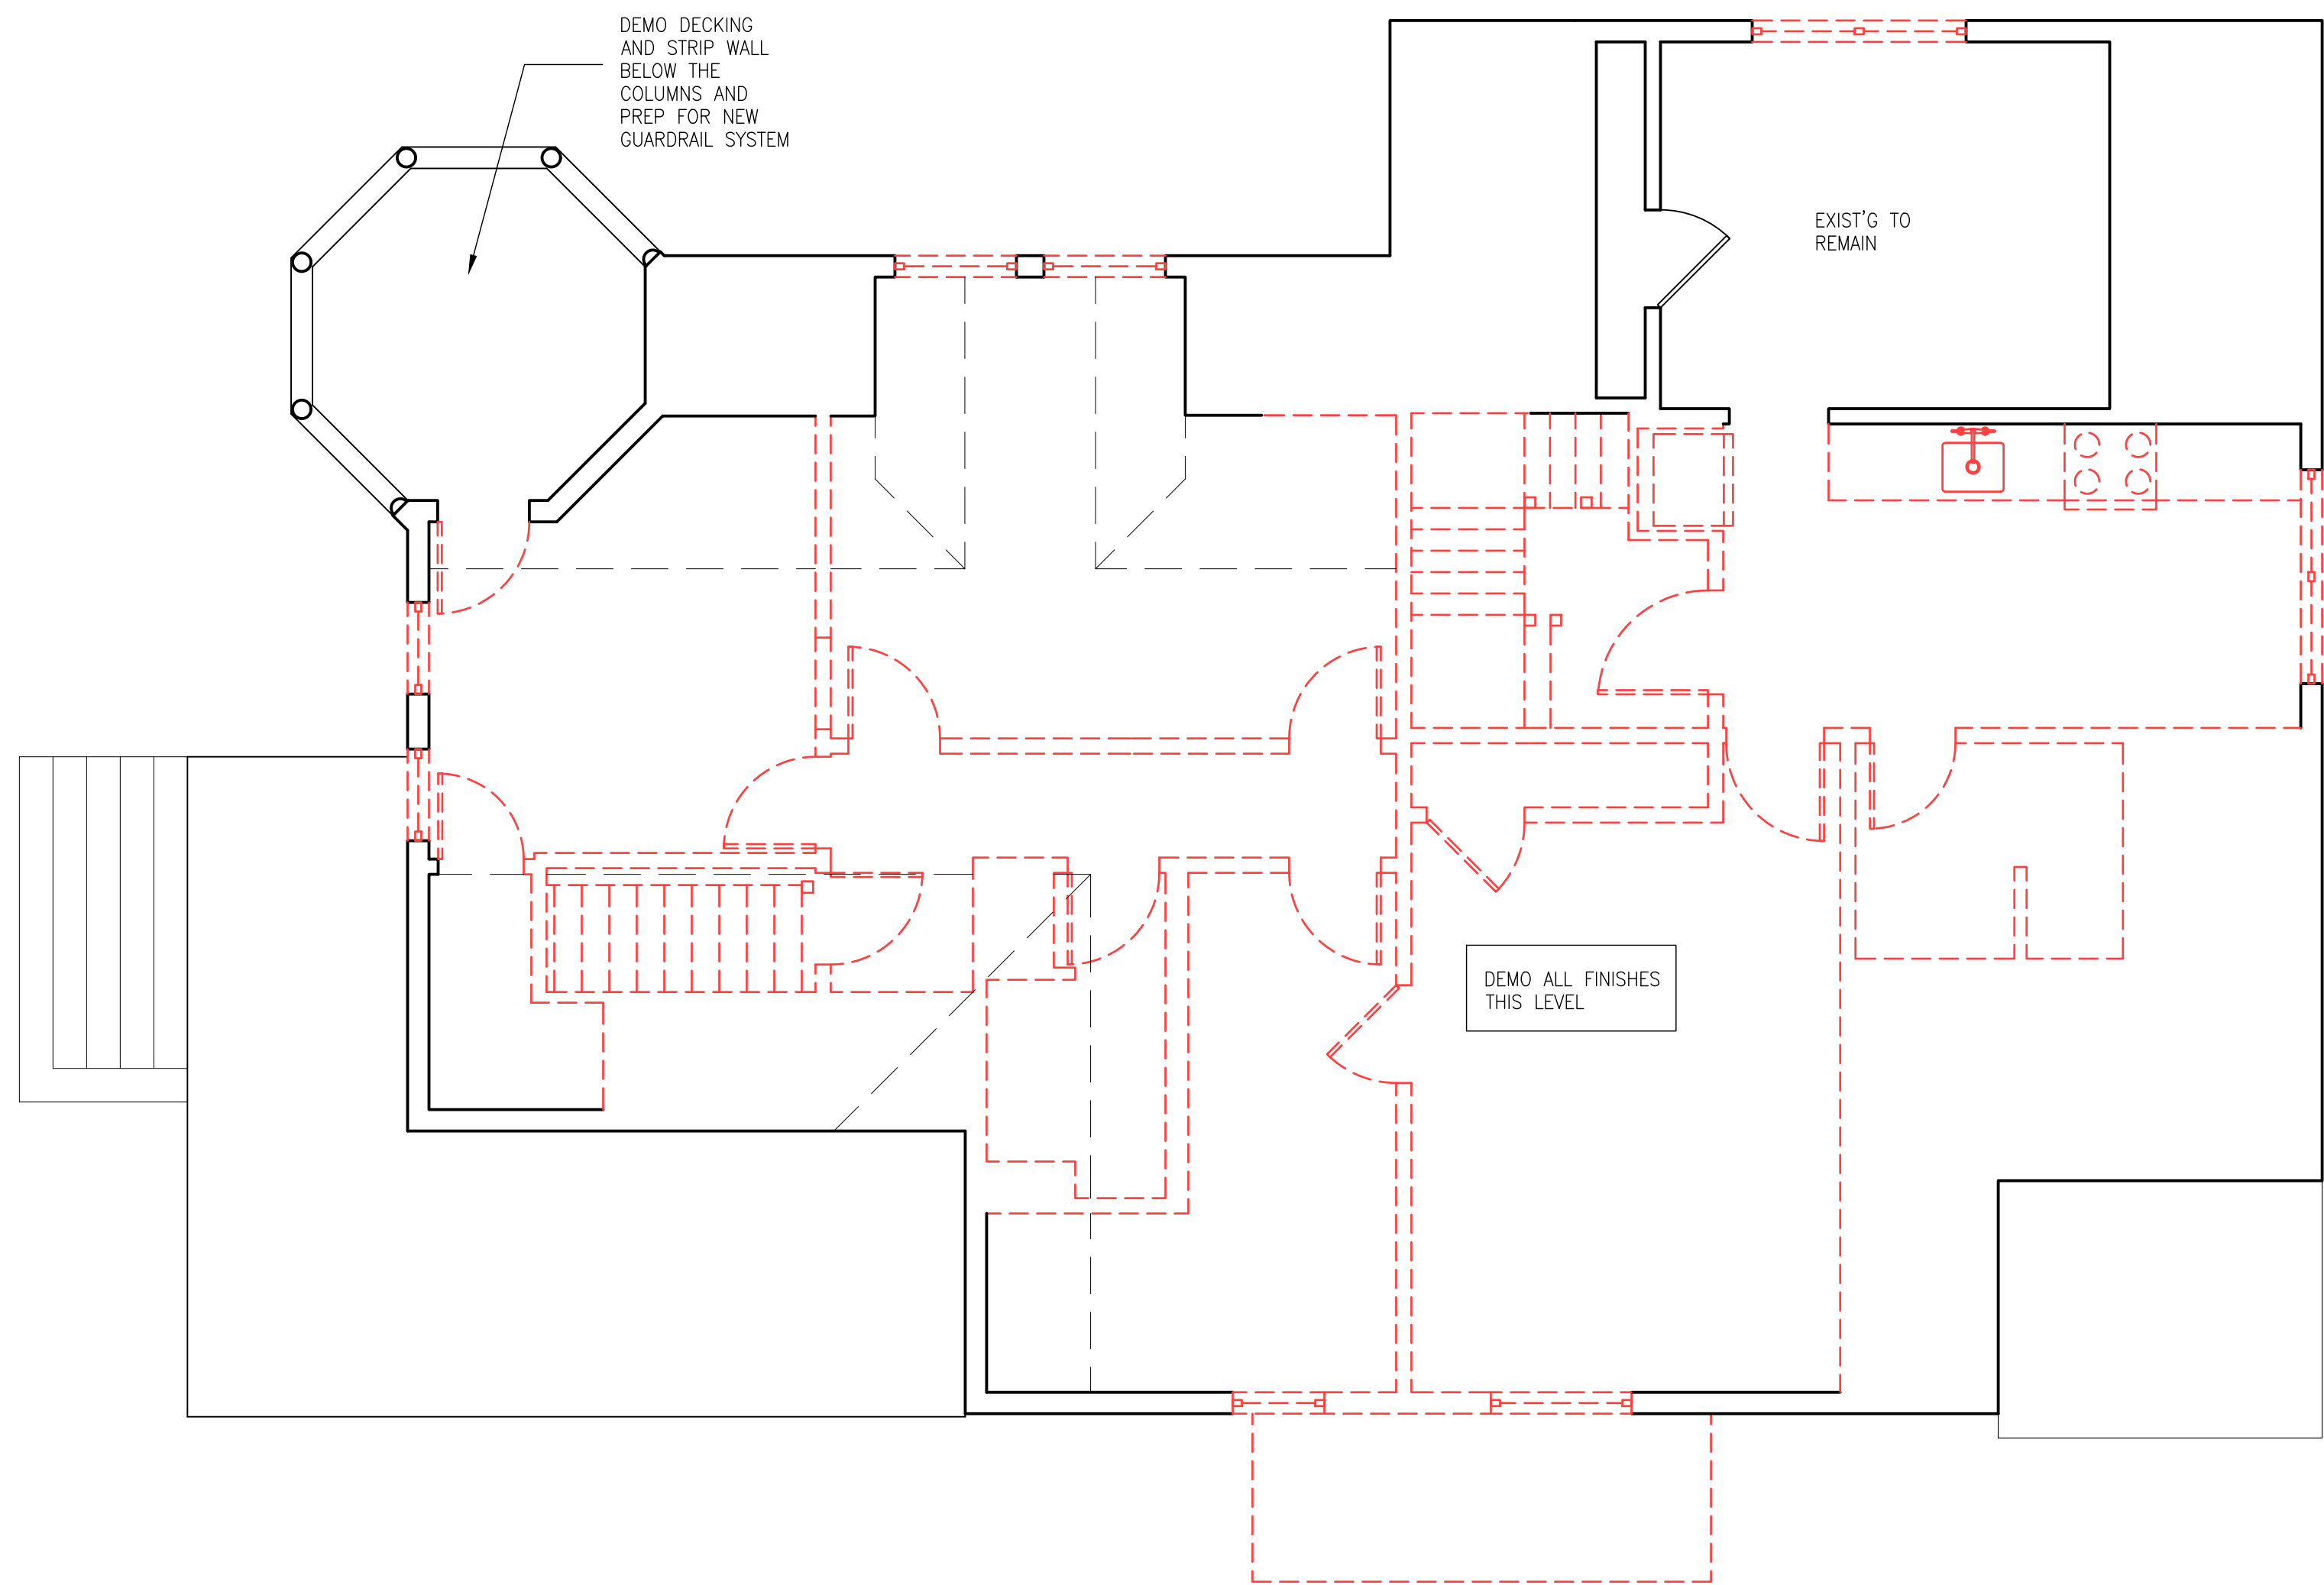 DEMO DECKING
AND STRIP WALL
BELOW THE
COLUMNS AND
PREP FOR NEW
GUARDRAIL SYSTEM
EXIST'G TO
REMAIN
DEMO ALL FINISHES
THIS LEVEL